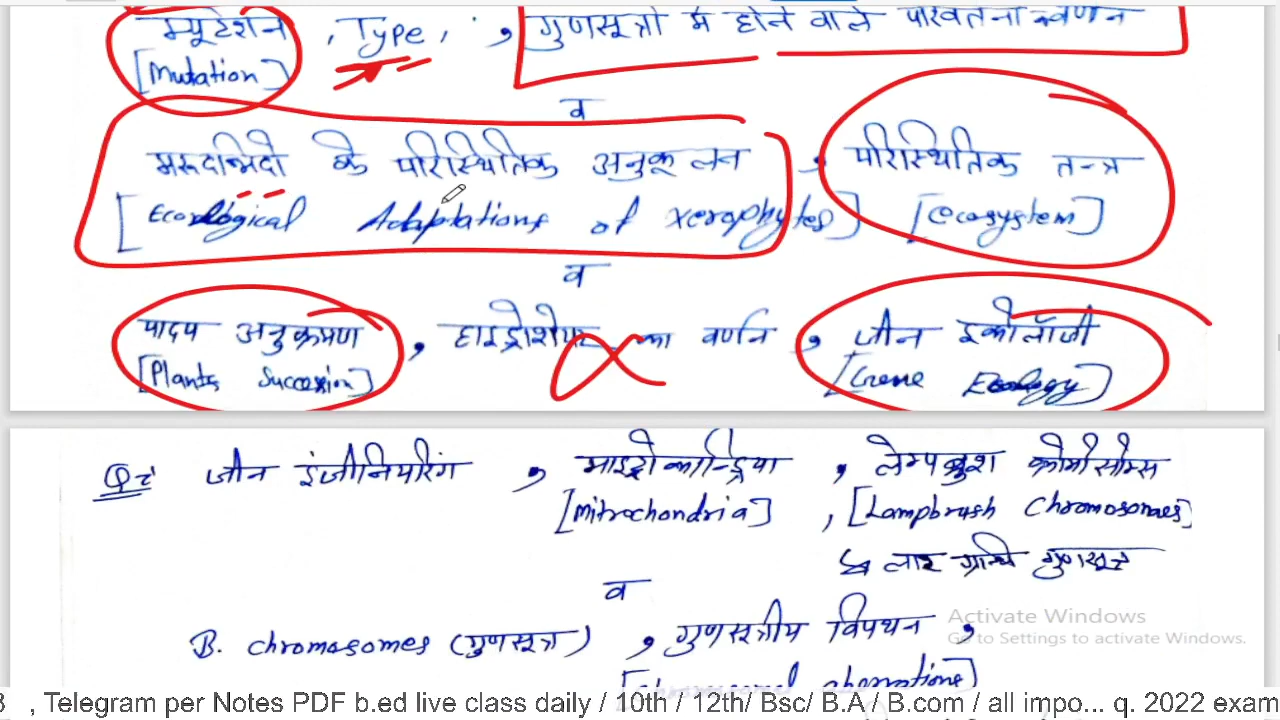 म्यूटेशन , Type , , गुणसूत्रो में होने वाले परिवर्तनो का वर्णन
[Mutation]
व
मरूदभिदो के पारिस्थितिक अनुकूलन , पारिस्थितिक तन्त्र
[Ecological Adaptations of xerophytes] [ecosystem]
व
पादप अनुक्रमण , हाइड्रोशेयर का वर्णन , जीन इकोलॉजी
[Plants Succession] [Gene Ecology]
Q:- जीन इंजीनियरिंग , माइट्रोकान्ड्रिया , लेम्पब्रुश क्रोमोसोम्स
[mitrochondria] , [Lampbrush Chromosomes]
↳ लार ग्रान्थि गुणसूत्र
व
B. chromosomes (गुणसूत्र) , गुणसूत्रीय विपथन ,
Activate Windows
Go to Settings to activate Windows.
, Telegram per Notes PDF b.ed live class daily / 10th / 12th/ Bsc/ B.A / B.com / all impo... q. 2022 exam